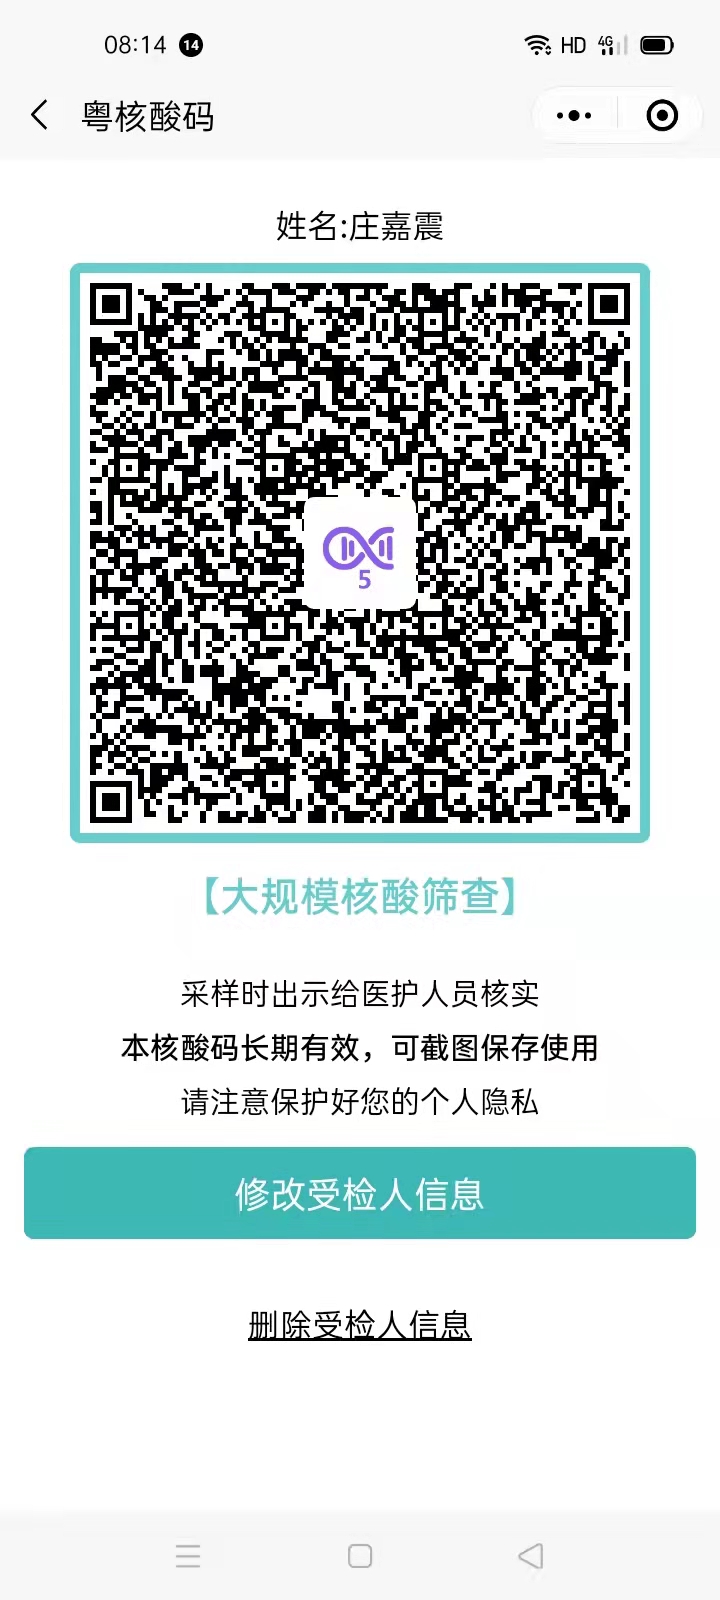 08:14 14 HD 4G
粤核酸码
姓名:庄嘉震
5
【大规模核酸筛查】
采样时出示给医护人员核实
本核酸码长期有效，可截图保存使用
请注意保护好您的个人隐私
修改受检人信息
删除受检人信息